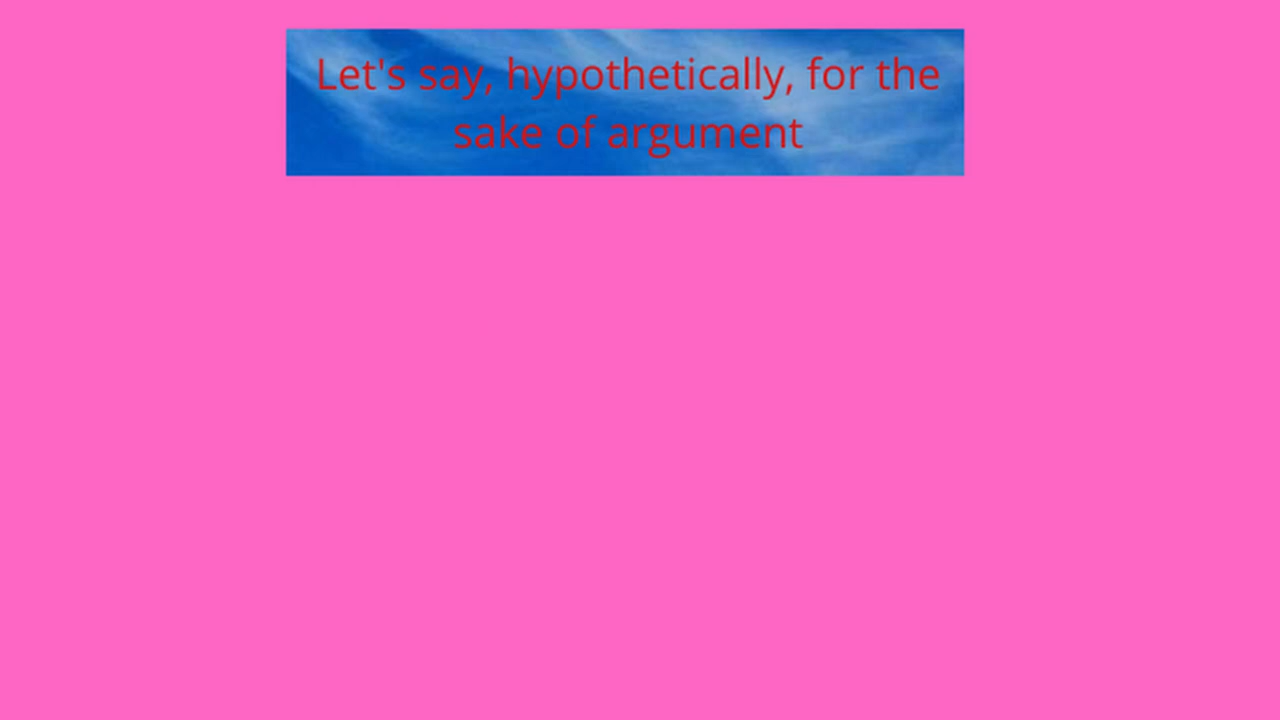 Let's say, hypothetically, for the
sake of argument